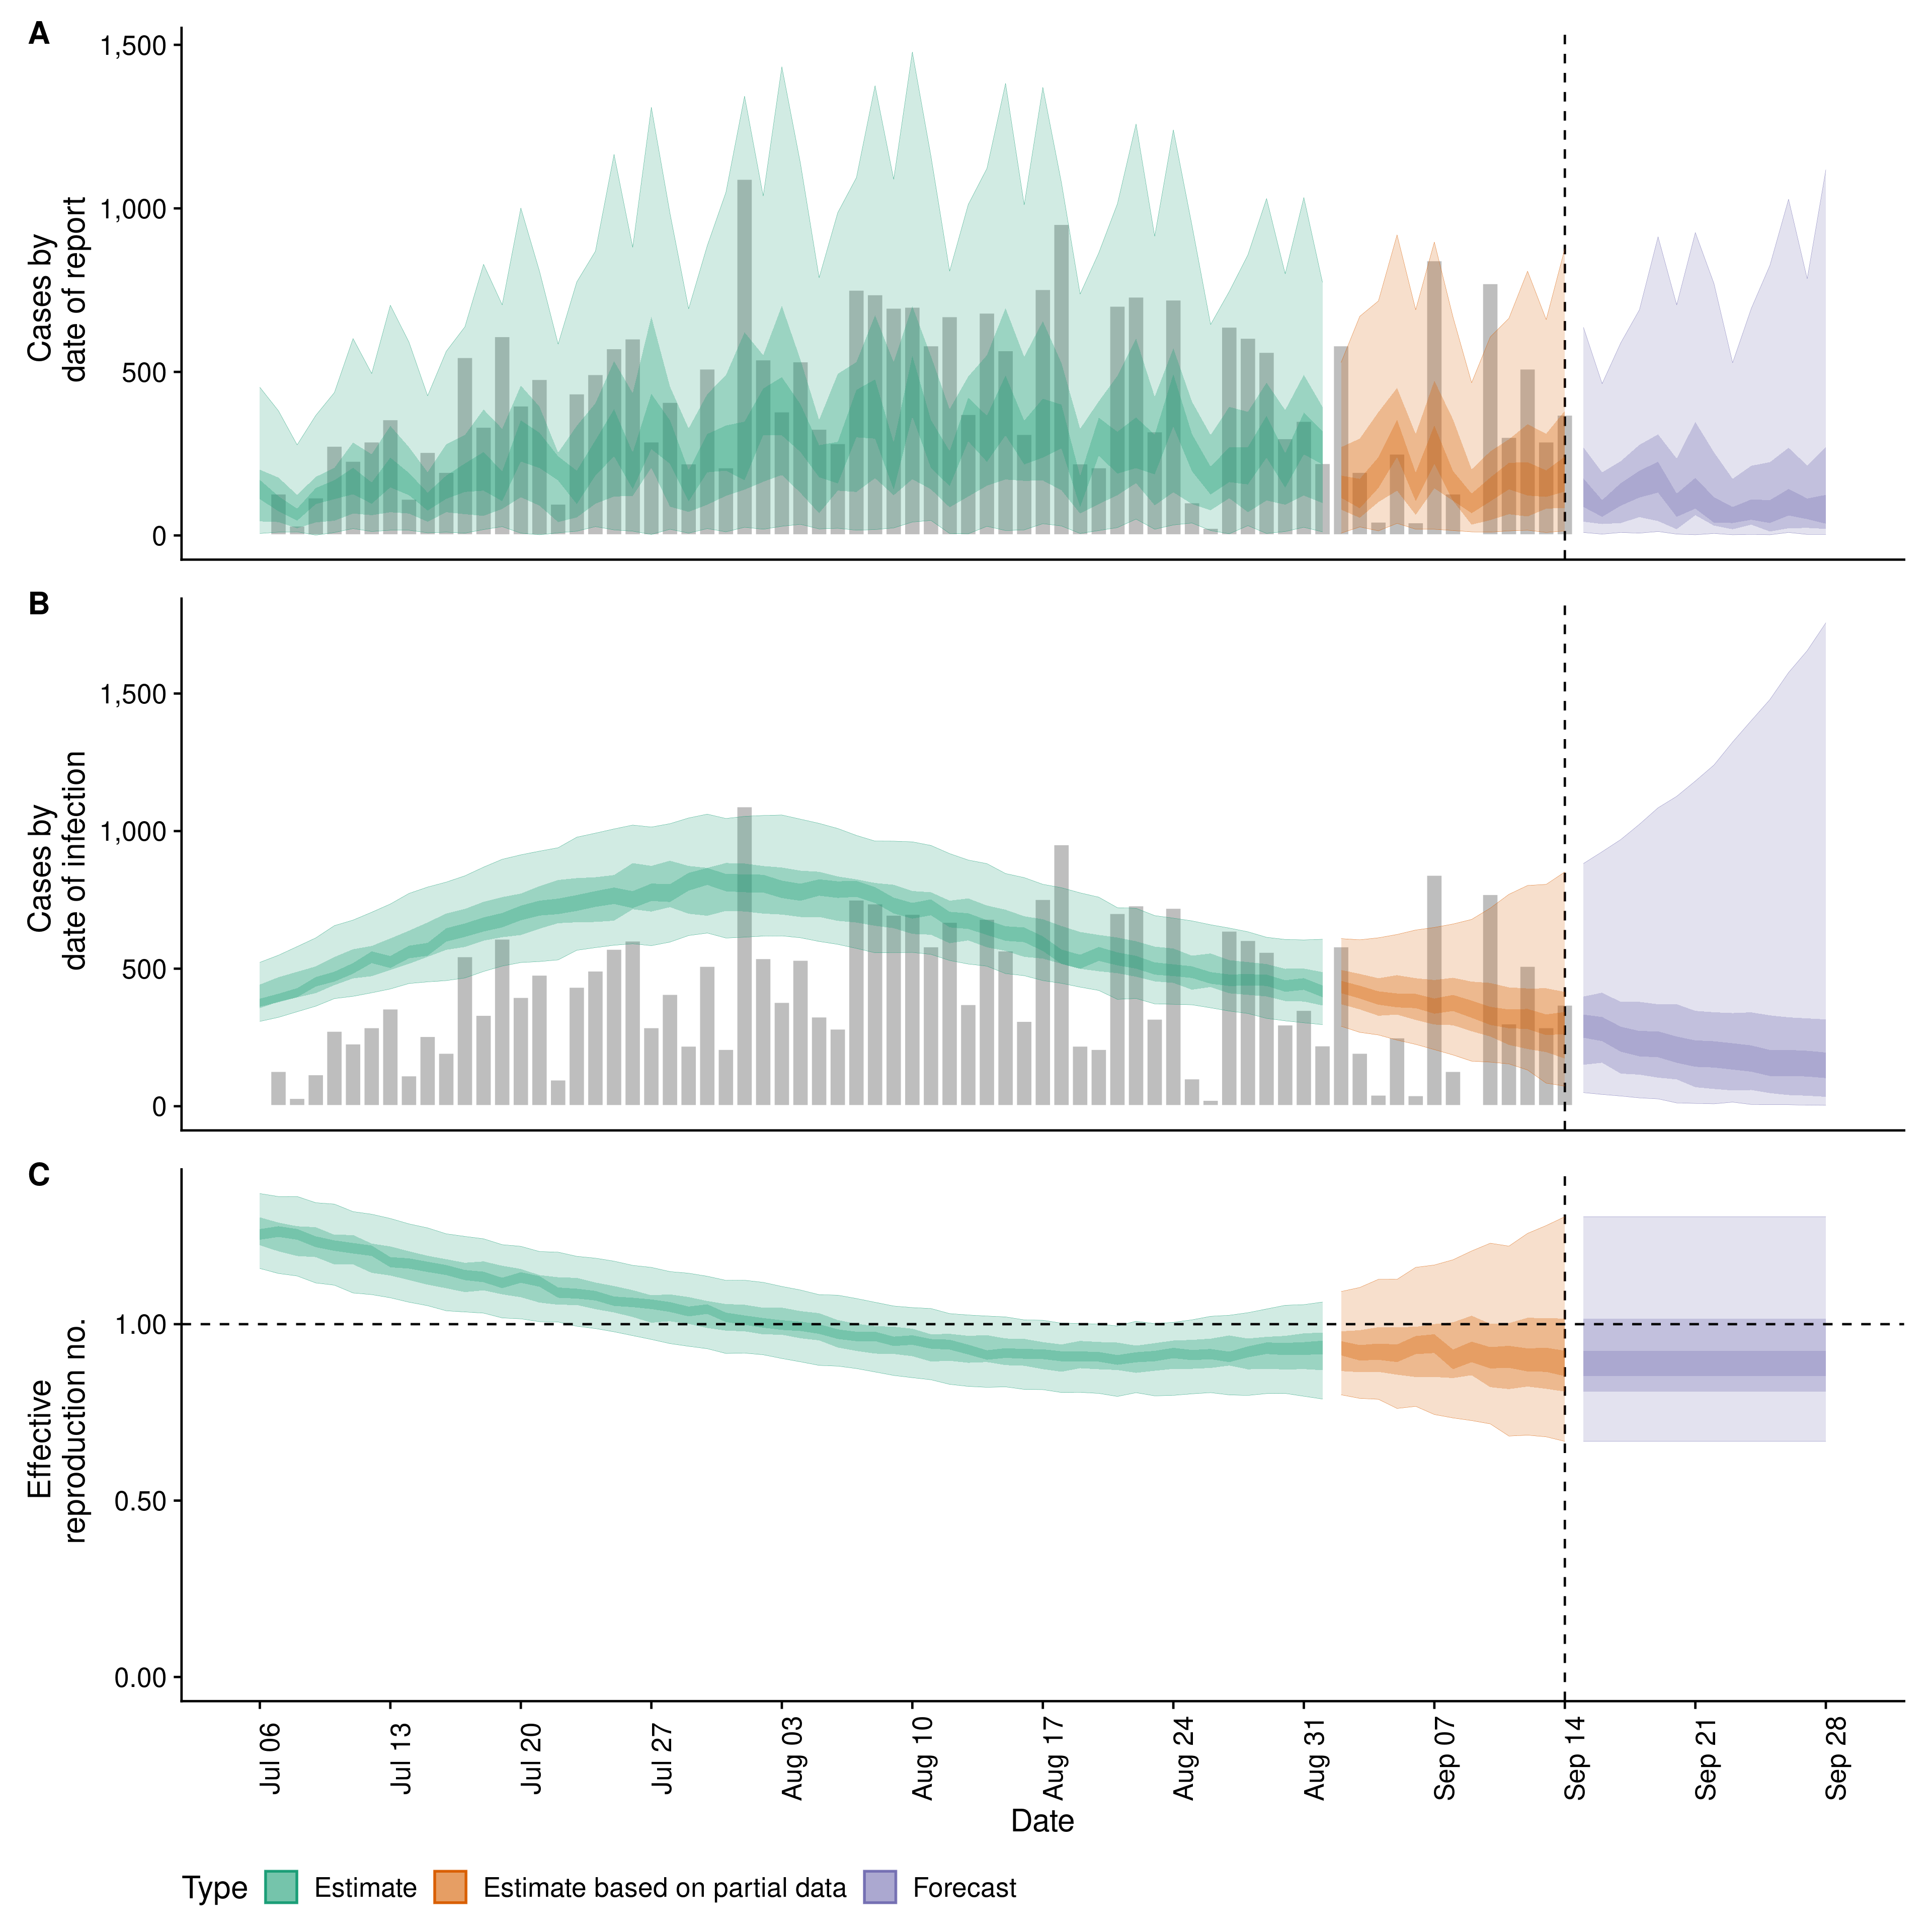 A
Cases by
date of report
1,500
1,000
500
0
B
Cases by
date of infection
1,500
1,000
500
0
C
Effective
reproduction no.
1.00
0.50
0.00
Jul 06
Jul 13
Jul 20
Jul 27
Aug 03
Aug 10
Aug 17
Aug 24
Aug 31
Sep 07
Sep 14
Sep 21
Sep 28
Date
Type Estimate Estimate based on partial data Forecast